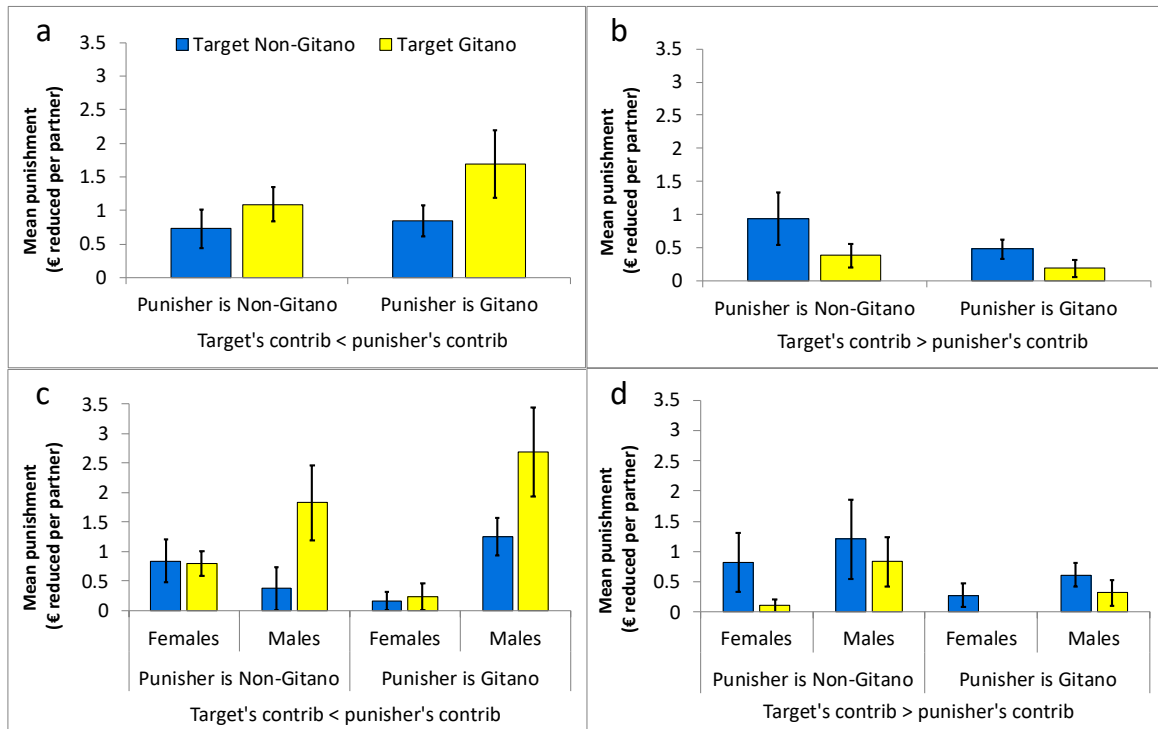 a
Target Non-Gitano Target Gitano
Mean punishment
(€ reduced per partner)
3.5
3
2.5
2
1.5
1
0.5
0
Punisher is Non-Gitano Punisher is Gitano
Target's contrib < punisher's contrib
b
Mean punishment
(€ reduced per partner)
3.5
3
2.5
2
1.5
1
0.5
0
Punisher is Non-Gitano Punisher is Gitano
Target's contrib > punisher's contrib
c
Mean punishment
(€ reduced per partner)
3.5
3
2.5
2
1.5
1
0.5
0
Females Males Females Males
Punisher is Non-Gitano Punisher is Gitano
Target's contrib < punisher's contrib
d
Mean punishment
(€ reduced per partner)
3.5
3
2.5
2
1.5
1
0.5
0
Females Males Females Males
Punisher is Non-Gitano Punisher is Gitano
Target's contrib > punisher's contrib